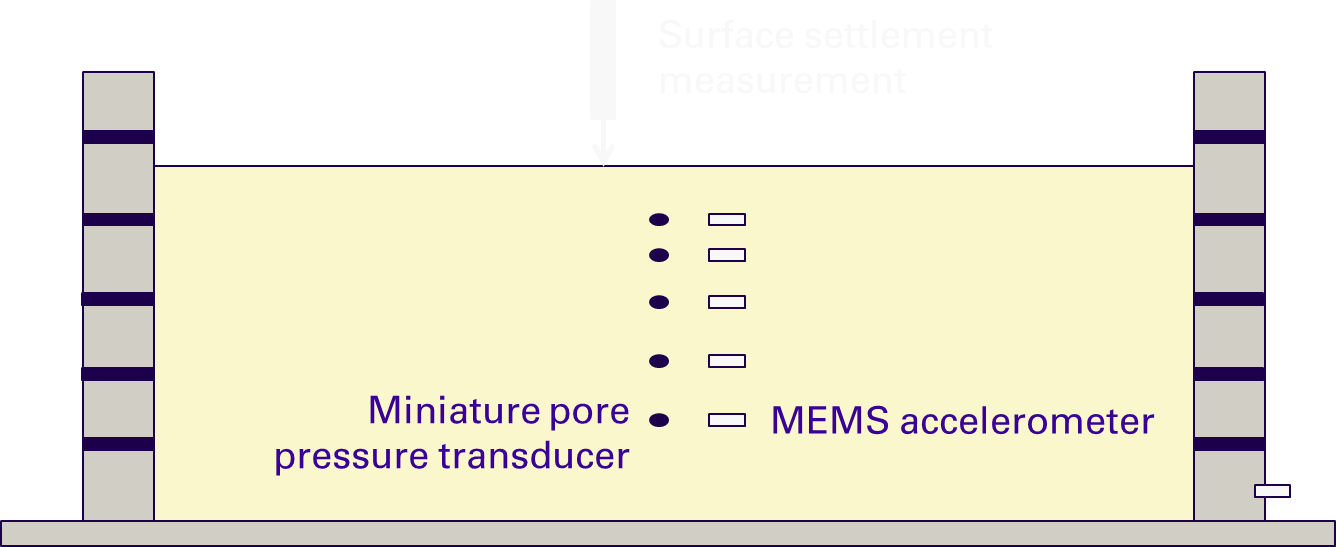 Surface settlement
measurement
Miniature pore
pressure transducer
MEMS accelerometer